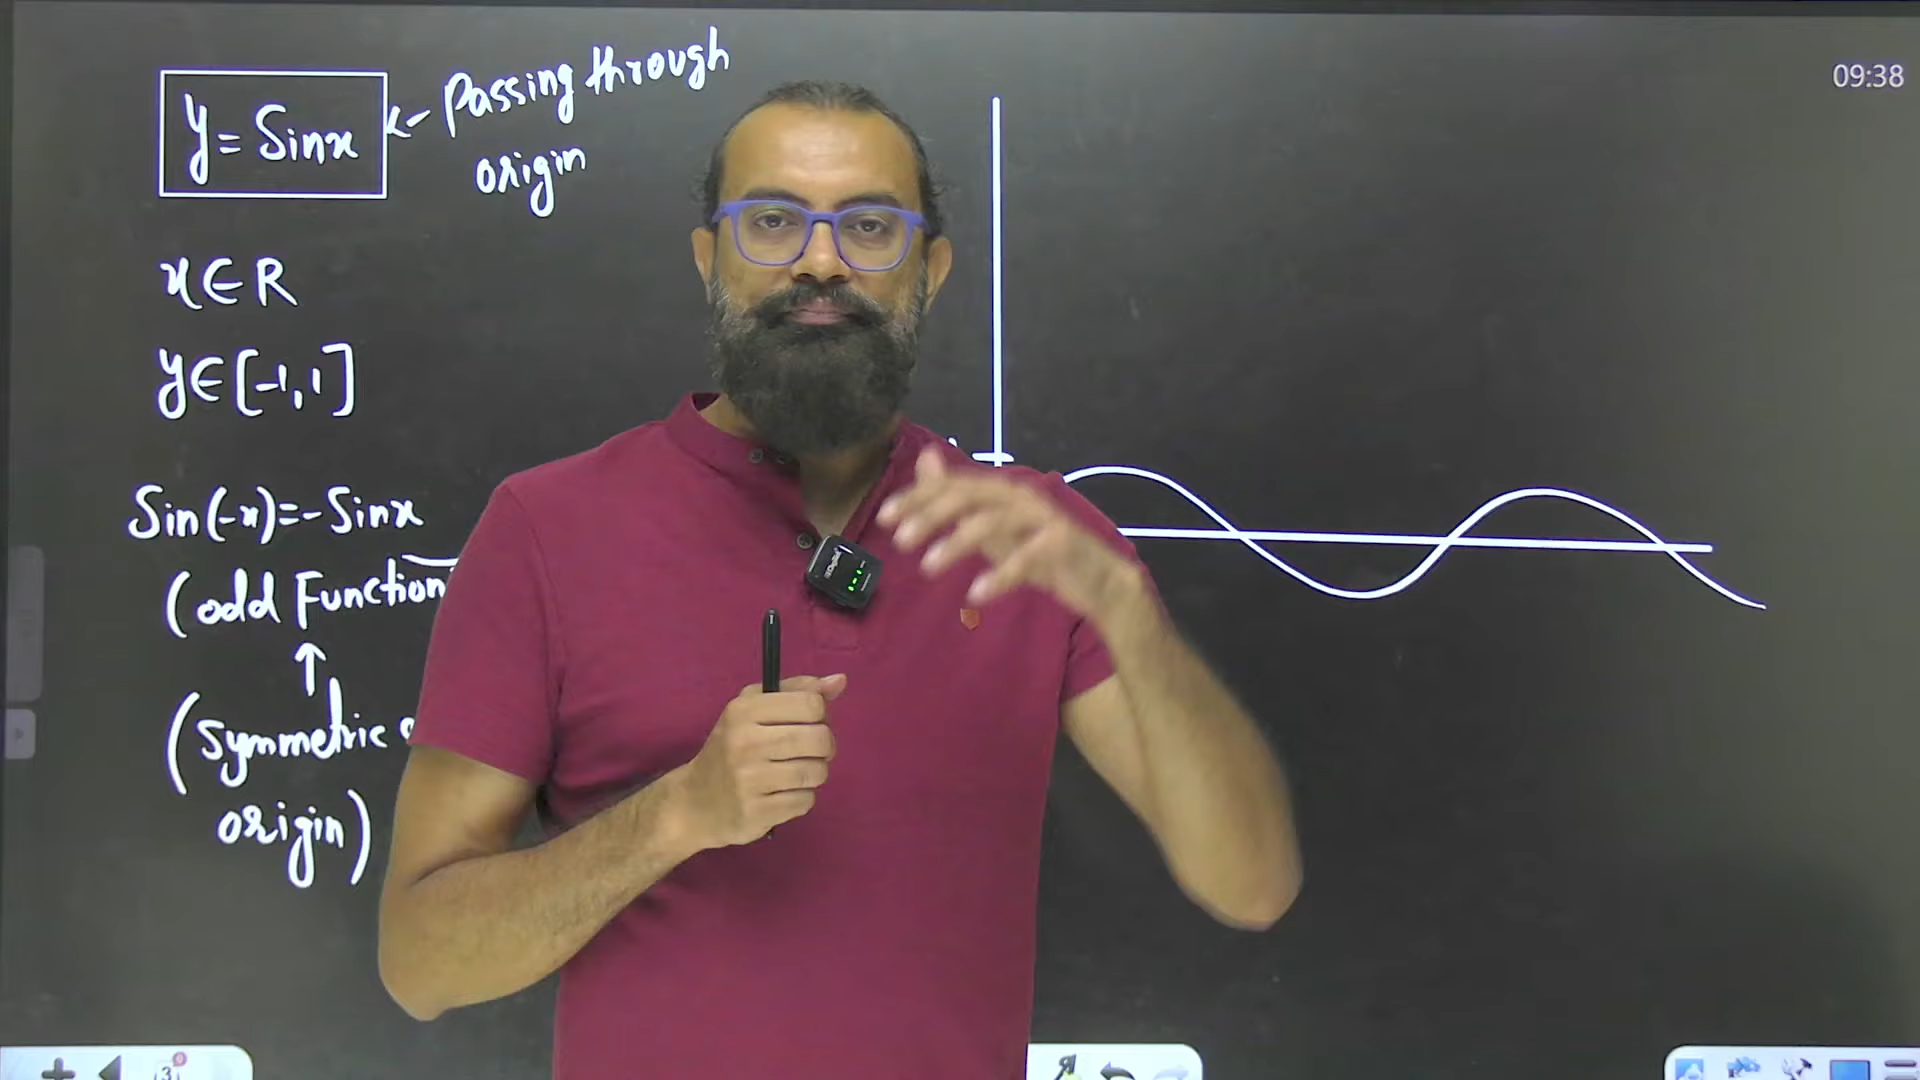 y = Sinx ← Passing through
origin
x ∈ R
y ∈ [-1, 1]
Sin(-x) = - Sinx
(odd Function
↑
(Symmetric
origin)
09:38